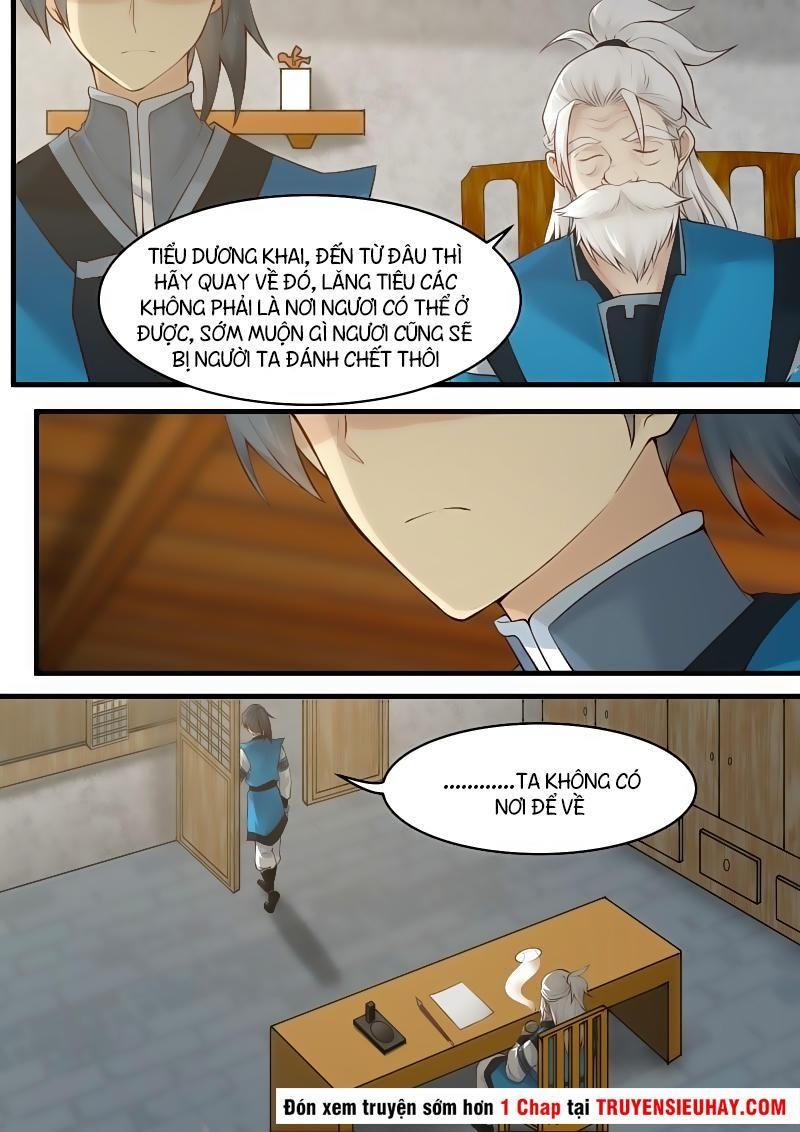 TIỂU DƯƠNG KHAI, ĐẾN TỪ ĐÂU THÌ
HÃY QUAY VỀ ĐÓ, LĂNG TIÊU CÁC
KHÔNG PHẢI LÀ NƠI NGƯƠI CÓ THỂ Ở
ĐƯỢC, SỚM MUỘN GÌ NGƯƠI CŨNG SẼ
BỊ NGƯỜI TA ĐÁNH CHẾT THÔI
............TA KHÔNG CÓ
NƠI ĐỂ VỀ
Đón xem truyện sớm hơn 1 Chap tại TRUYENSIEUHAY.COM